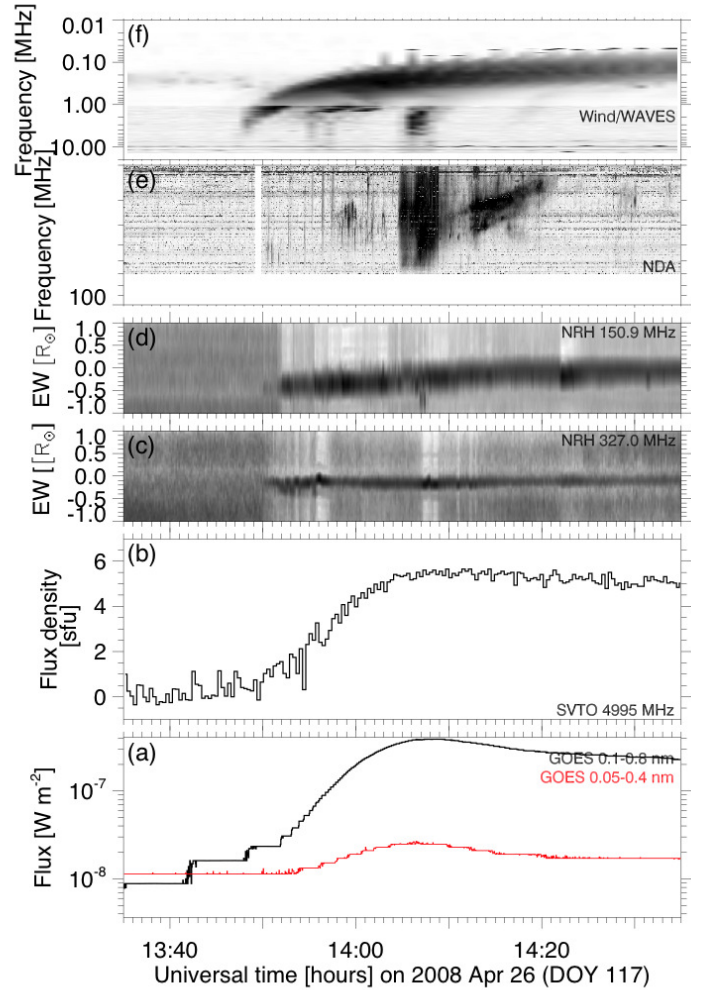 Frequency [MHz]
0.01
0.10
1.00
10.00
(f)
Wind/WAVES
Frequency [MHz]
100
(e)
NDA
EW [R⊙]
1.0
0.5
0.0
-0.5
-1.0
(d)
NRH 150.9 MHz
EW [[R⊙]
1.0
0.5
0.0
-0.5
-1.0
(c)
NRH 327.0 MHz
Flux density
[sfu]
6
4
2
0
(b)
SVTO 4995 MHz
Flux [W m⁻²]
10⁻⁷
10⁻⁸
(a)
GOES 0.1-0.8 nm
GOES 0.05-0.4 nm
13:40 14:00 14:20
Universal time [hours] on 2008 Apr 26 (DOY 117)